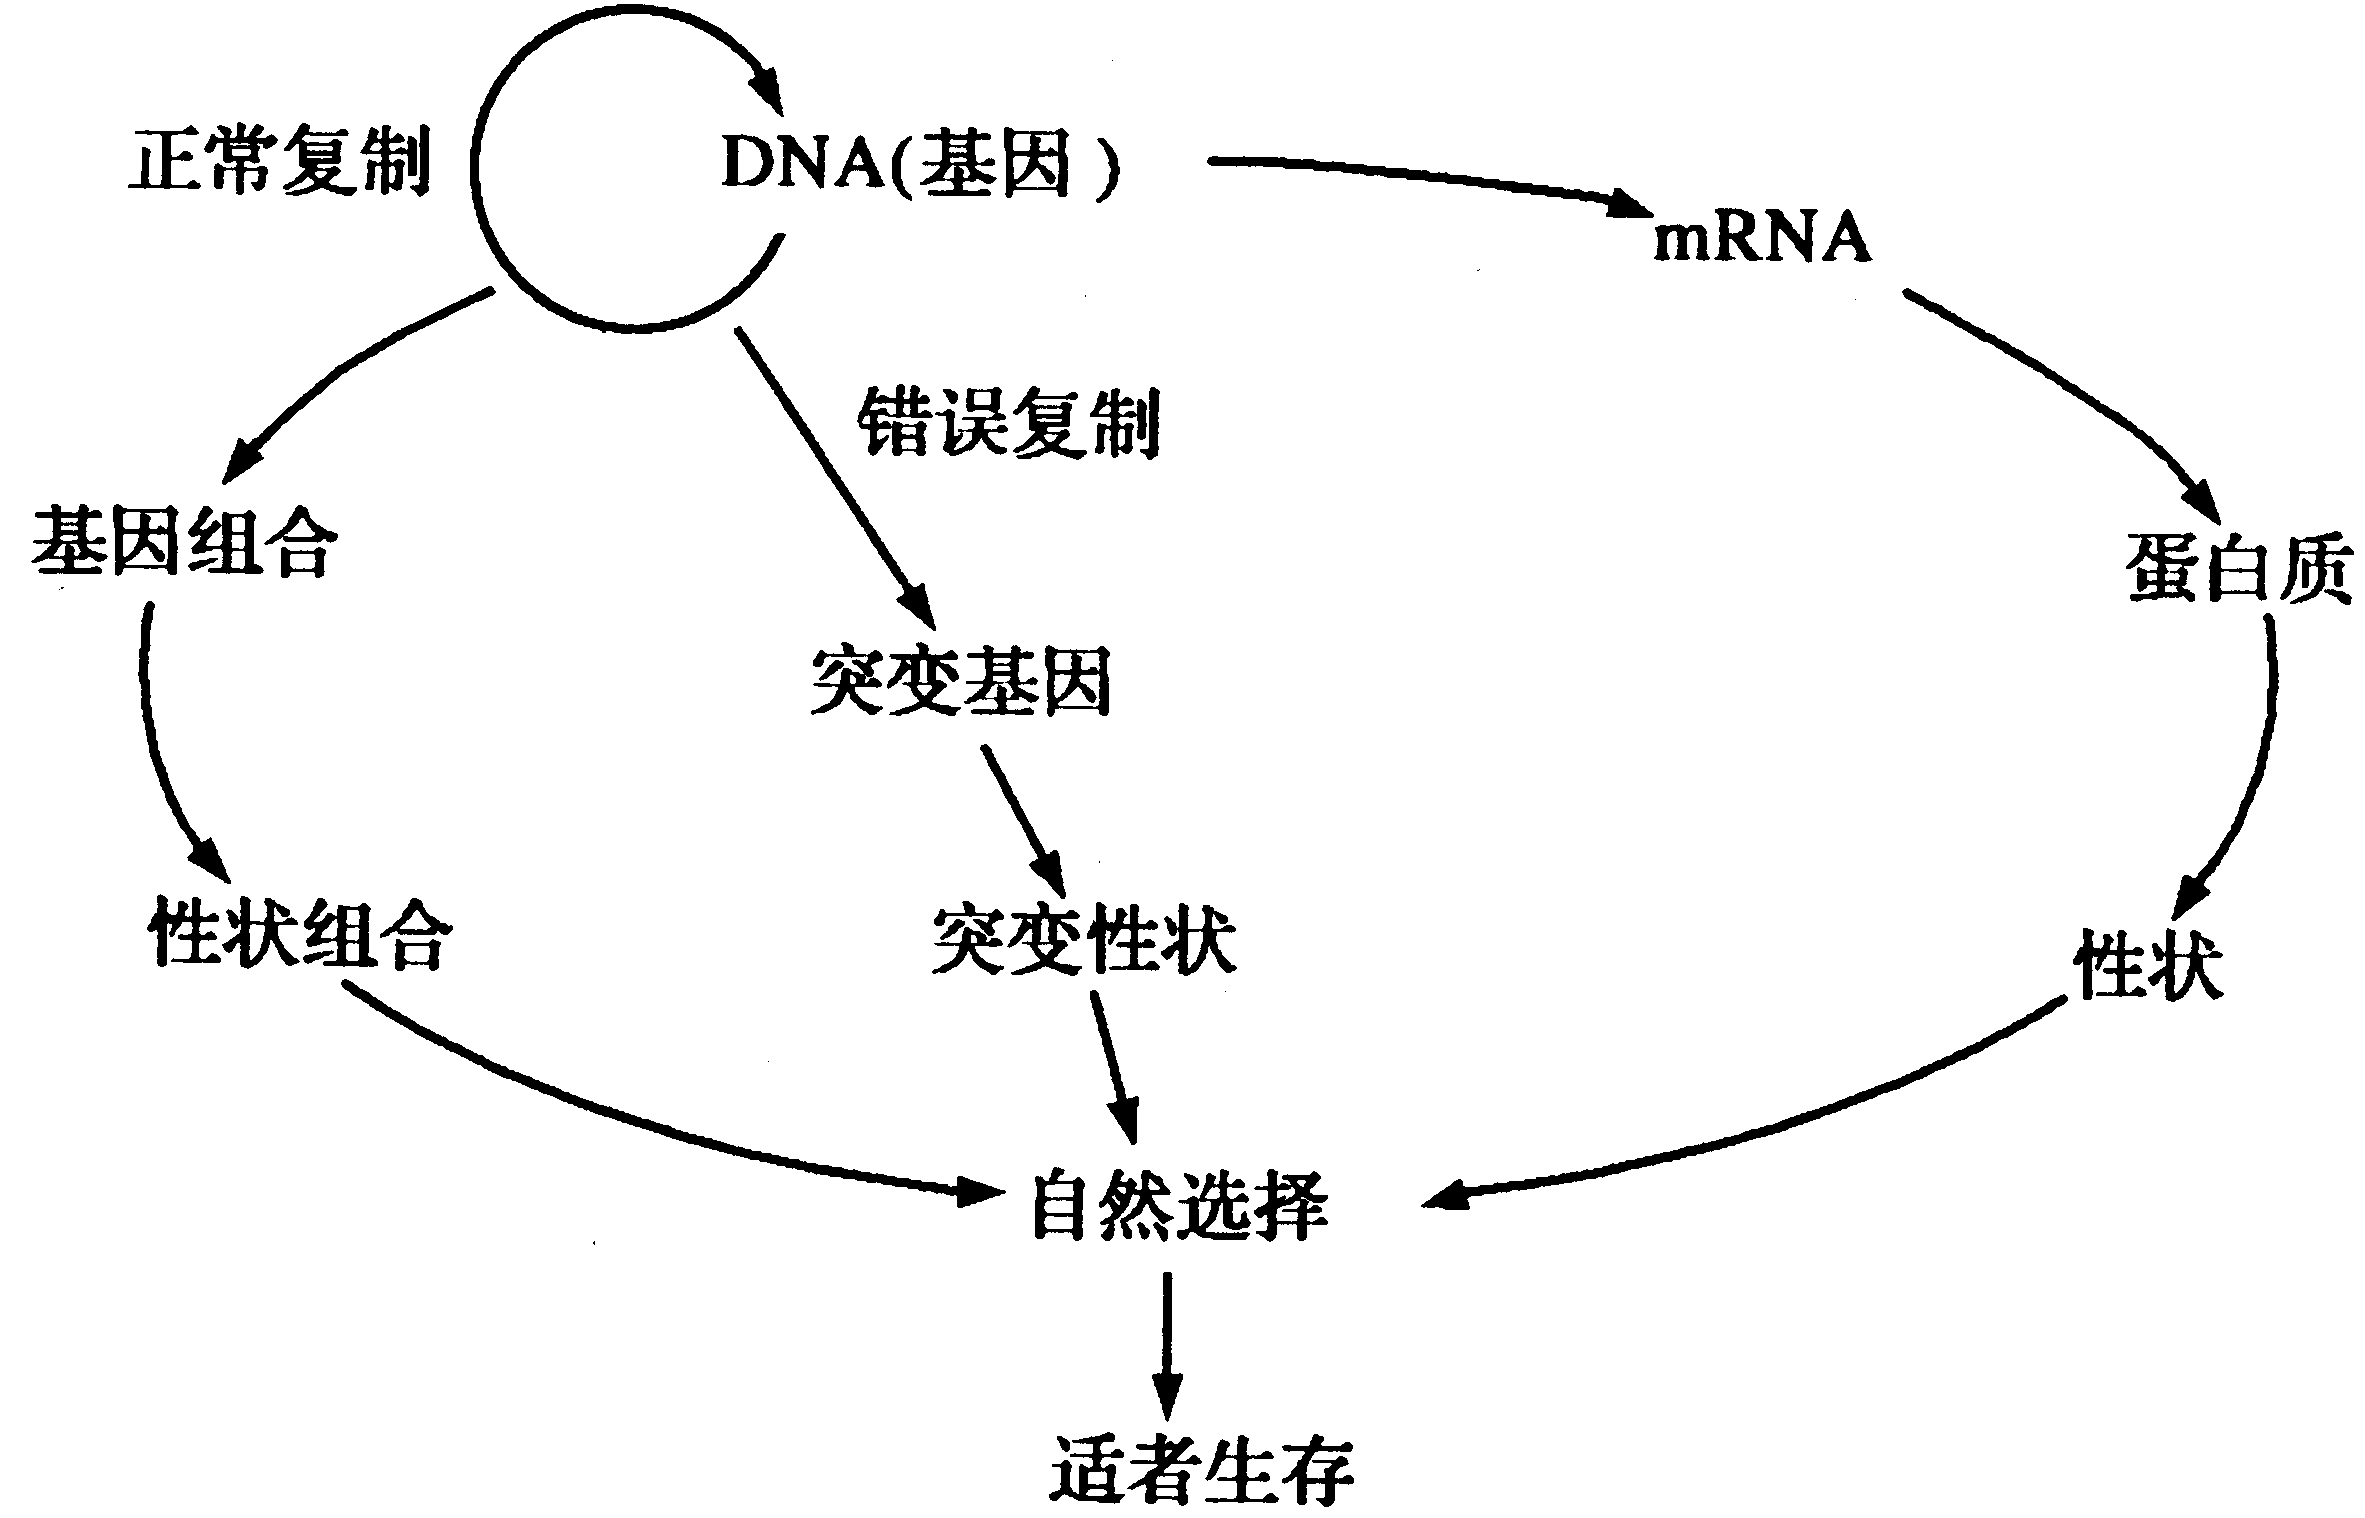 正常复制
DNA(基因)
mRNA
错误复制
基因组合
蛋白质
突变基因
性状组合
突变性状
性状
自然选择
适者生存